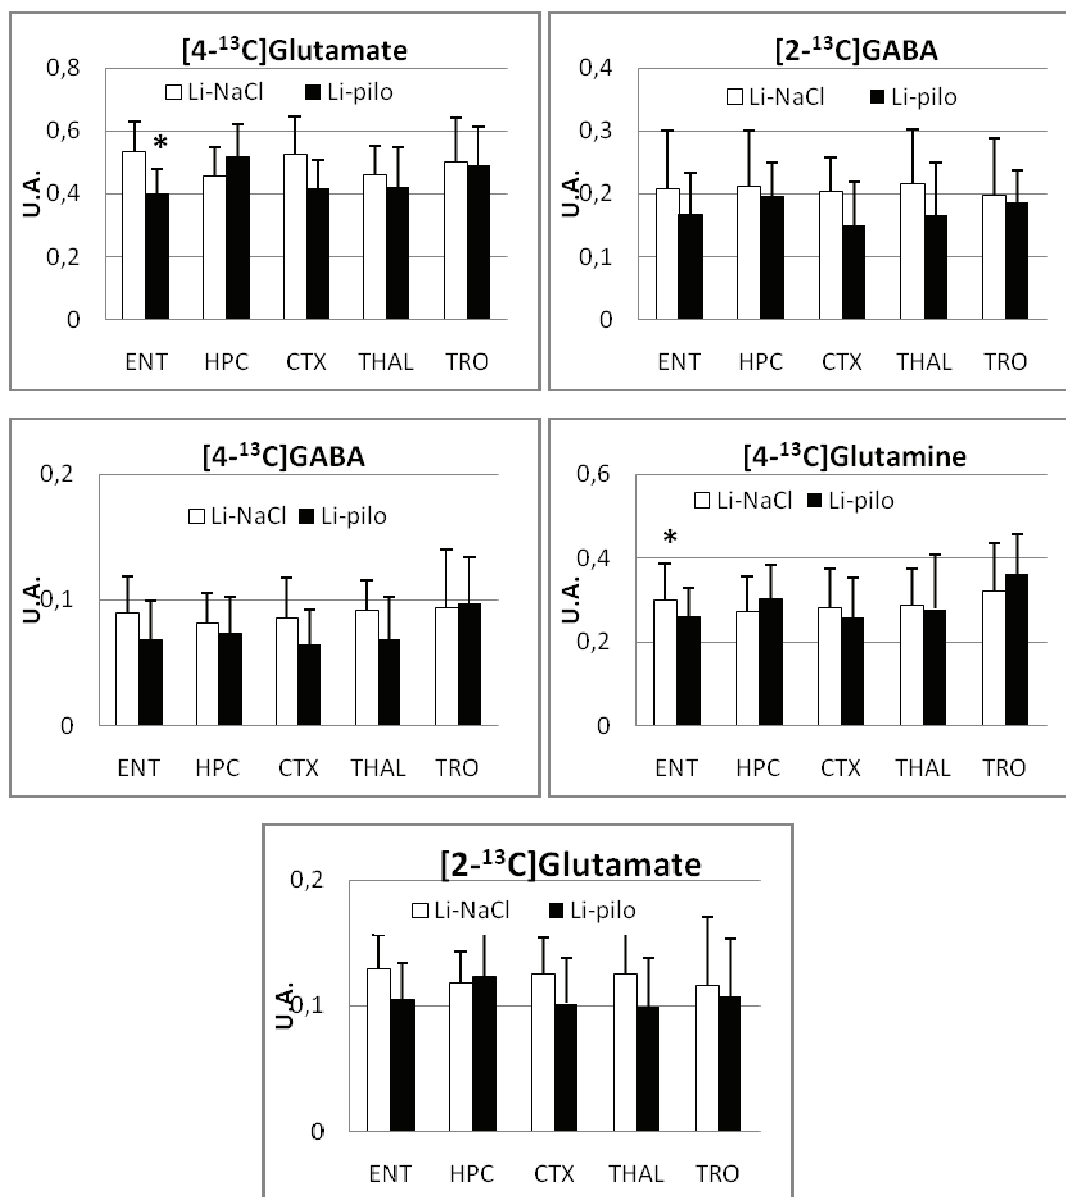 [4-¹³C]Glutamate
0,8
Li-NaCl Li-pilo
0,6
*
0,4
U.A.
0,2
0
ENT HPC CTX THAL TRO
[2-¹³C]GABA
0,4
Li-NaCl Li-pilo
0,3
0,2
U.A.
0,1
0
ENT HPC CTX THAL TRO
[4-¹³C]GABA
0,2
Li-NaCl Li-pilo
0,1
U.A.
0
ENT HPC CTX THAL TRO
[4-¹³C]Glutamine
0,6
Li-NaCl Li-pilo
*
0,4
U.A.
0,2
0
ENT HPC CTX THAL TRO
[2-¹³C]Glutamate
0,2
Li-NaCl Li-pilo
0,1
U.A.
0
ENT HPC CTX THAL TRO